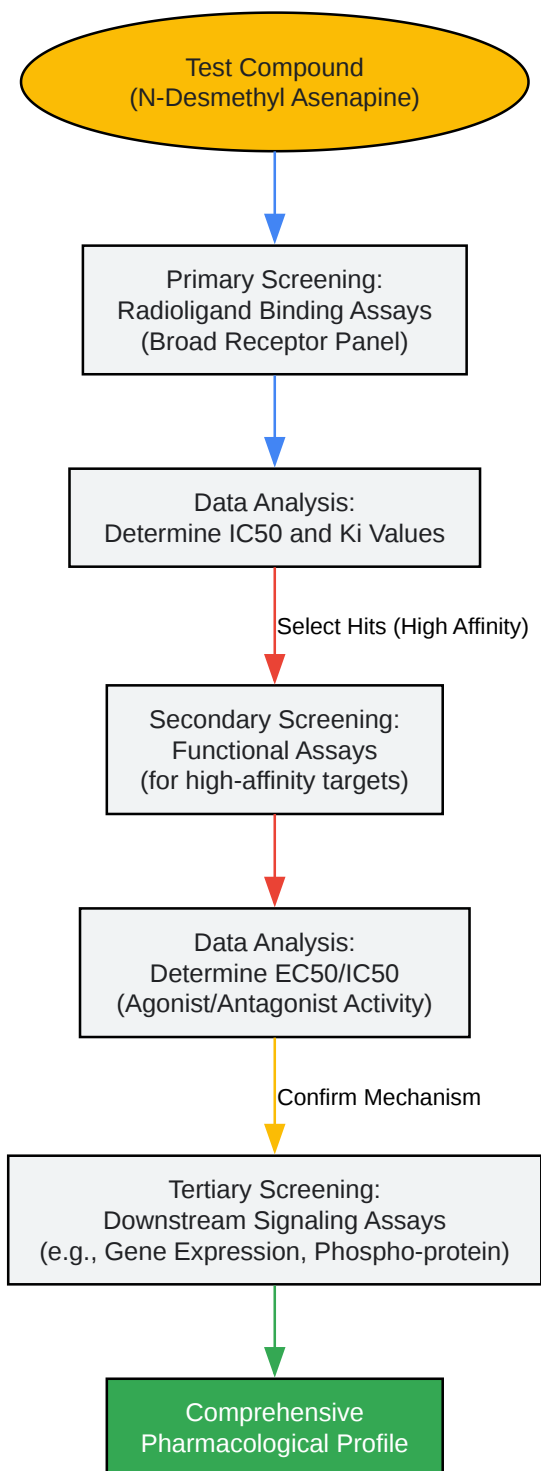 Test Compound
(N-Desmethyl Asenapine)
Primary Screening:
Radioligand Binding Assays
(Broad Receptor Panel)
Data Analysis:
Determine IC50 and Ki Values
Select Hits (High Affinity)
Secondary Screening:
Functional Assays
(for high-affinity targets)
Data Analysis:
Determine EC50/IC50
(Agonist/Antagonist Activity)
Confirm Mechanism
Tertiary Screening:
Downstream Signaling Assays
(e.g., Gene Expression, Phospho-protein)
Comprehensive
Pharmacological Profile